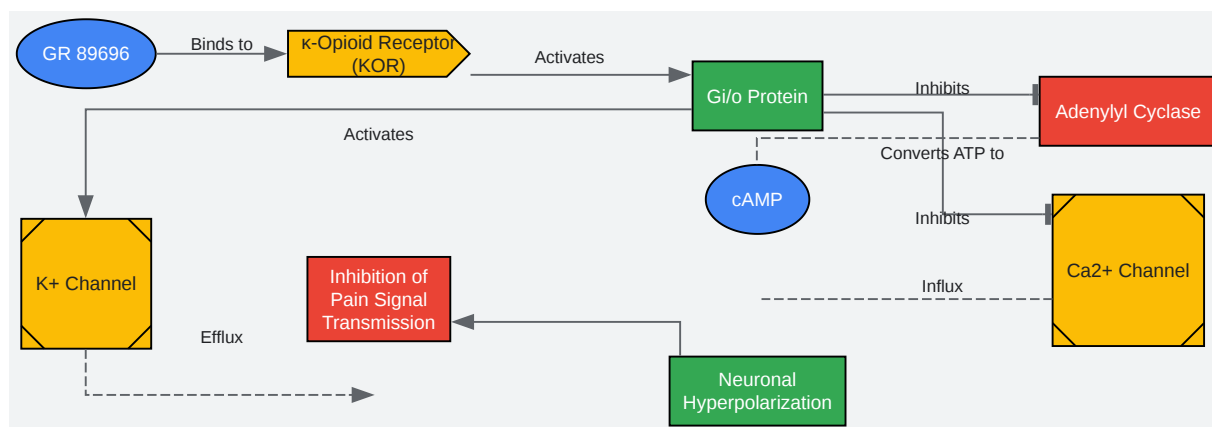 GR 89696
Binds to
κ-Opioid Receptor
(KOR)
Activates
Gi/o Protein
Inhibits
Adenylyl Cyclase
Activates
Converts ATP to
cAMP
Inhibits
K+ Channel
Inhibition of
Pain Signal
Transmission
Influx
Ca2+ Channel
Efflux
Neuronal
Hyperpolarization